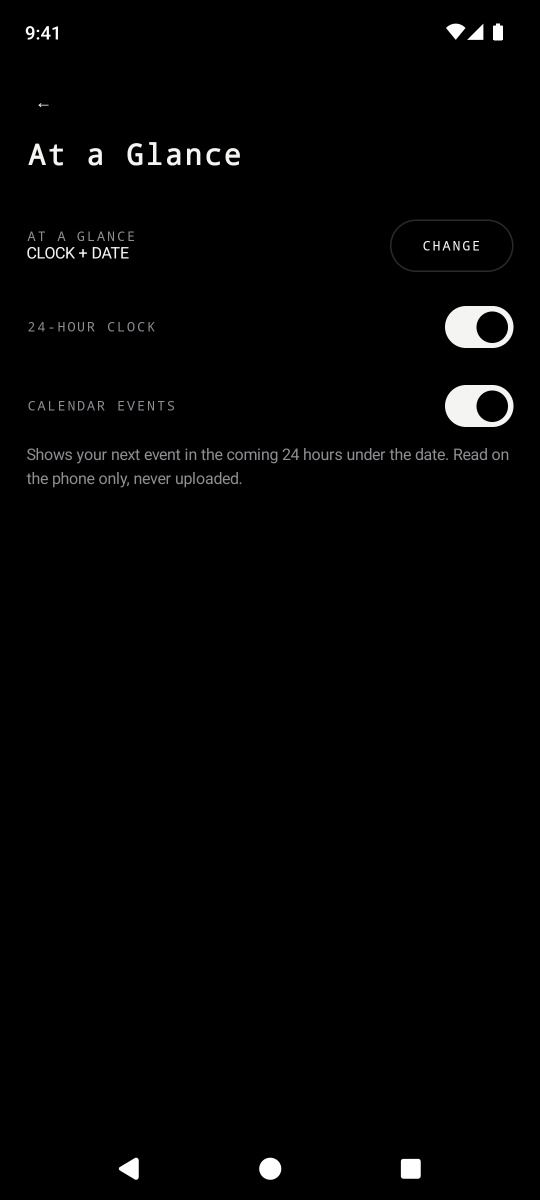 9:41
←
At a Glance
AT A GLANCE
CLOCK + DATE
CHANGE
24-HOUR CLOCK
CALENDAR EVENTS
Shows your next event in the coming 24 hours under the date. Read on
the phone only, never uploaded.